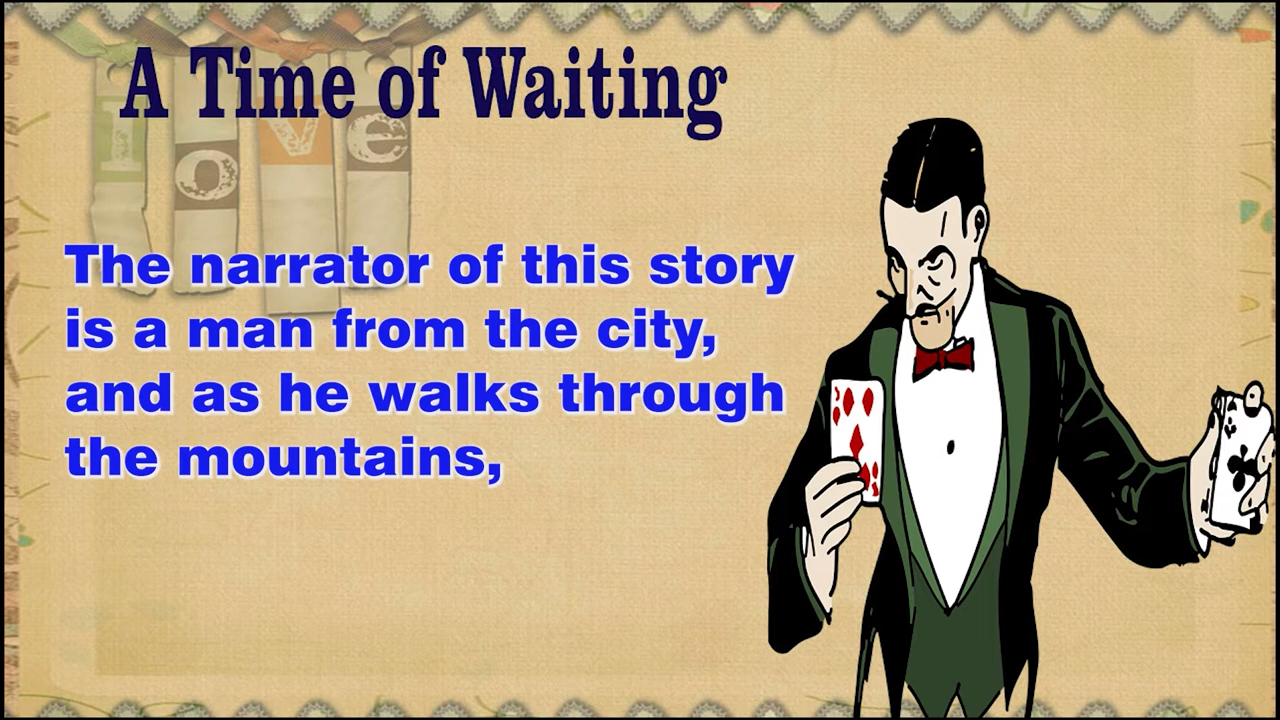 A Time of Waiting
love
The narrator of this story
is a man from the city,
and as he walks through
the mountains,